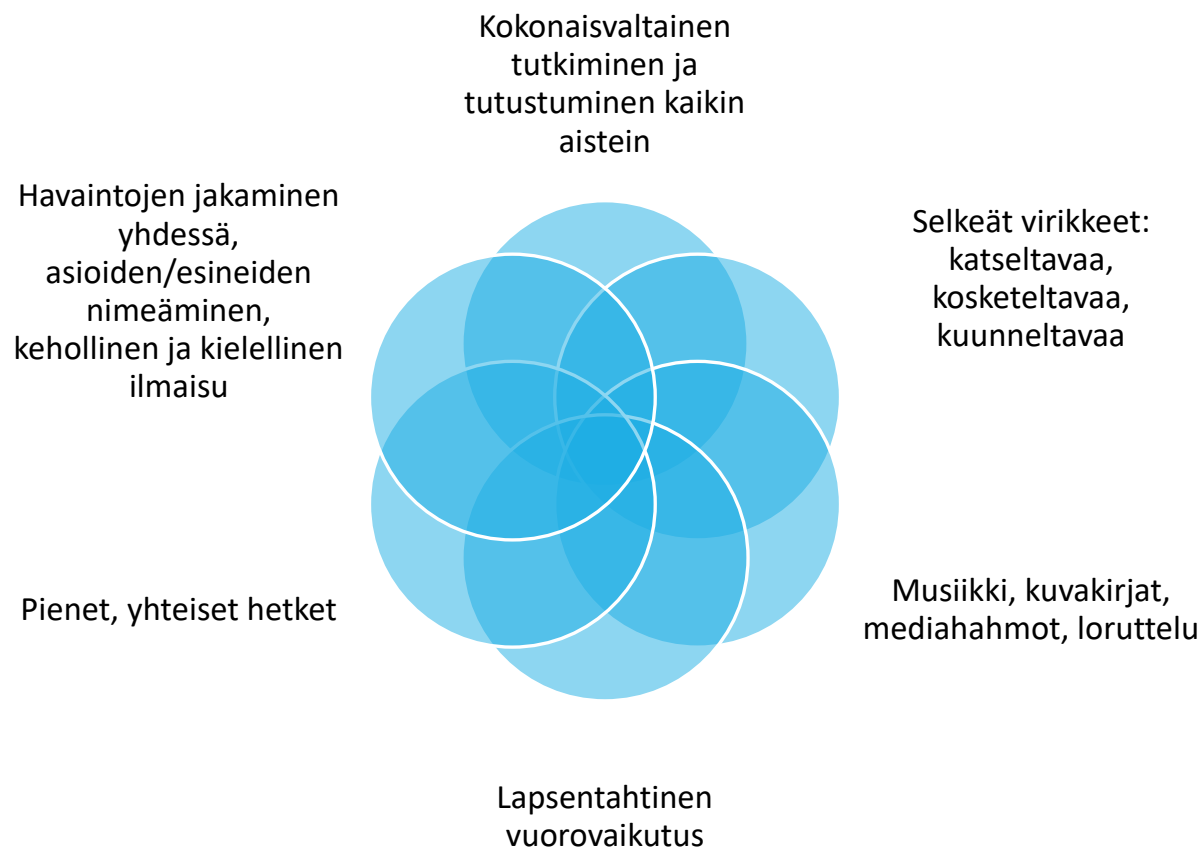 Kokonaisvaltainen
tutkiminen ja
tutustuminen kaikin
aistein
Havaintojen jakaminen
yhdessä,
asioiden/esineiden
nimeäminen,
kehollinen ja kielellinen
ilmaisu
Selkeät virikkeet:
katseltavaa,
kosketeltavaa,
kuunneltavaa
Pienet, yhteiset hetket
Musiikki, kuvakirjat,
mediahahmot, loruttelu
Lapsentahtinen
vuorovaikutus